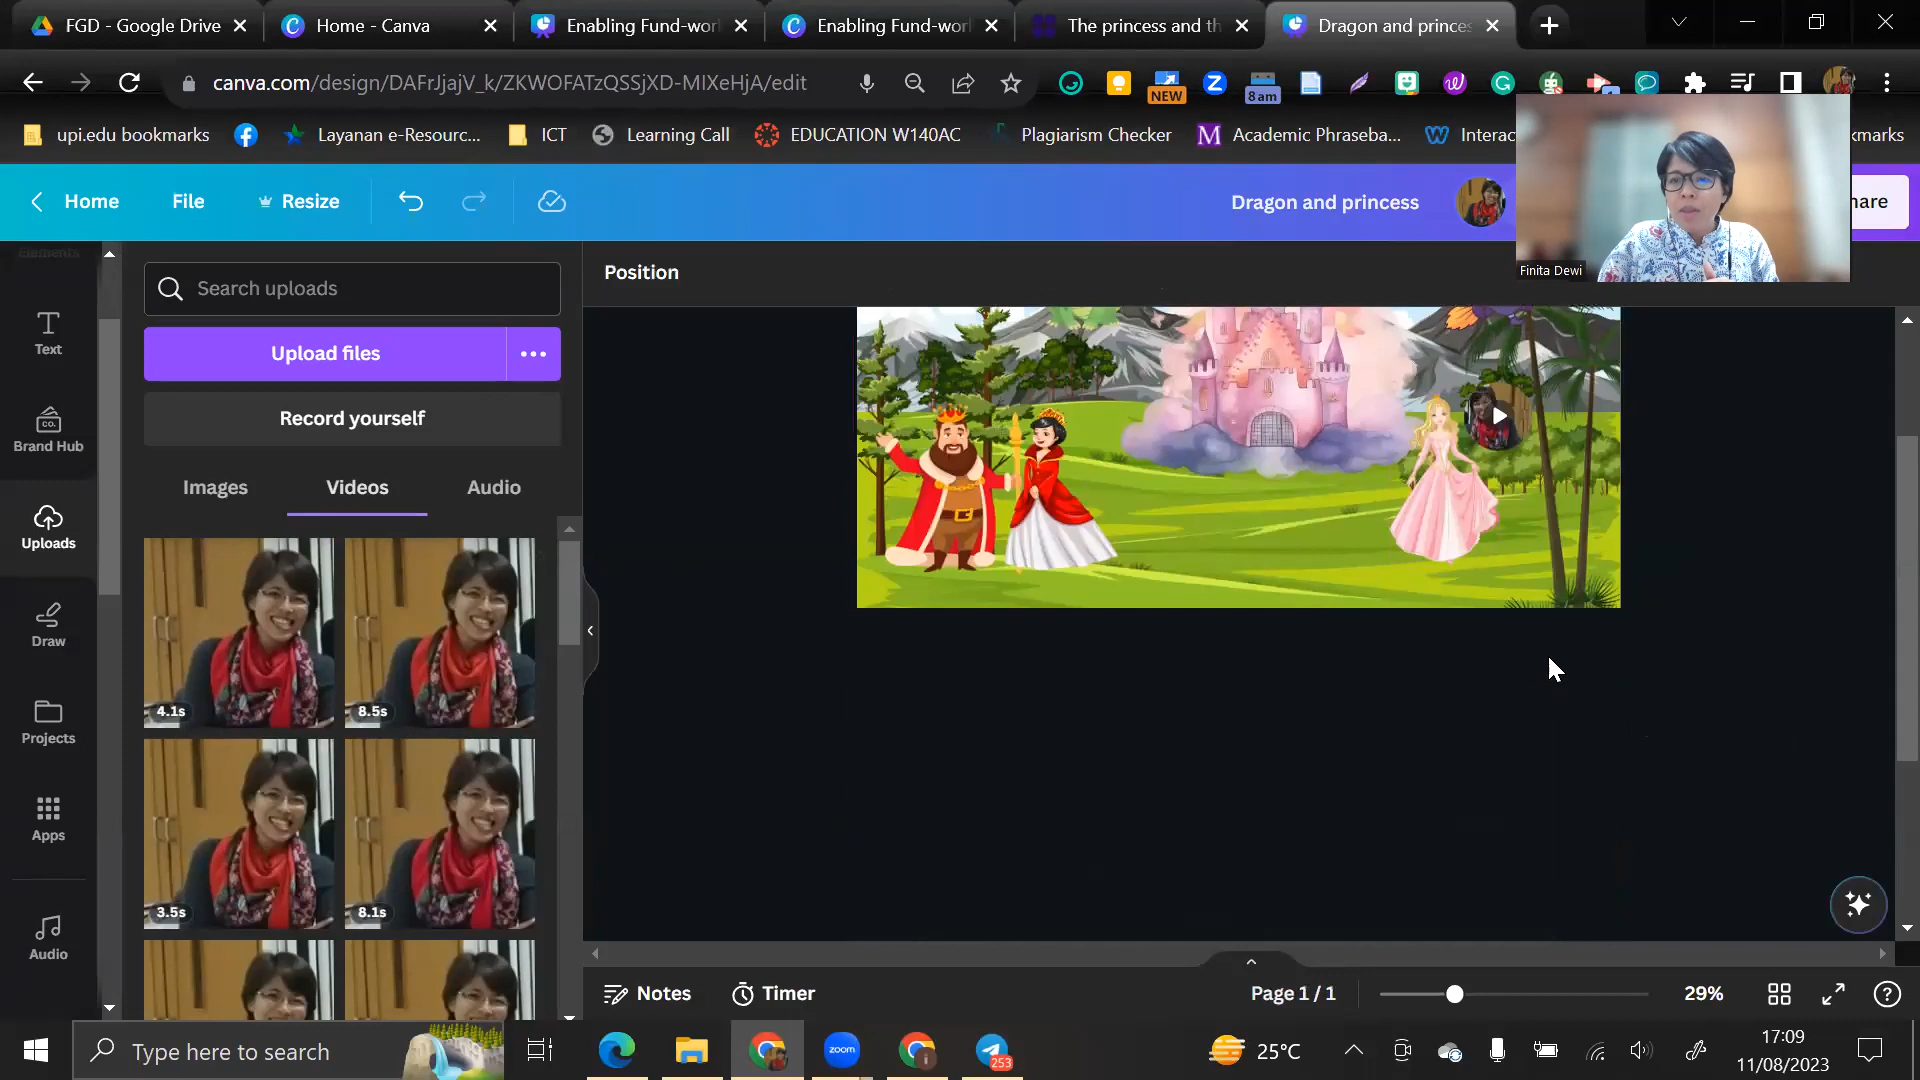 FGD - Google Drive
Home - Canva
Enabling Fund-wor
Enabling Fund-wor
The princess and th
Dragon and princes
canva.com/design/DAFrJjajV_k/ZKWOFATzQSSjXD-MIXeHjA/edit
NEW
8am
upi.edu bookmarks
Layanan e-Resourc...
ICT
Learning Call
EDUCATION W140AC
Plagiarism Checker
Academic Phraseba...
Interac
kmarks
Home
File
Resize
Dragon and princess
hare
Finita Dewi
Elements
Text
Brand Hub
Uploads
Draw
Projects
Apps
Audio
Search uploads
Upload files
Record yourself
Images
Videos
Audio
4.1s
8.5s
3.5s
8.1s
Position
Notes
Timer
Page 1 / 1
29%
Type here to search
zoom
253
25°C
17:09
11/08/2023